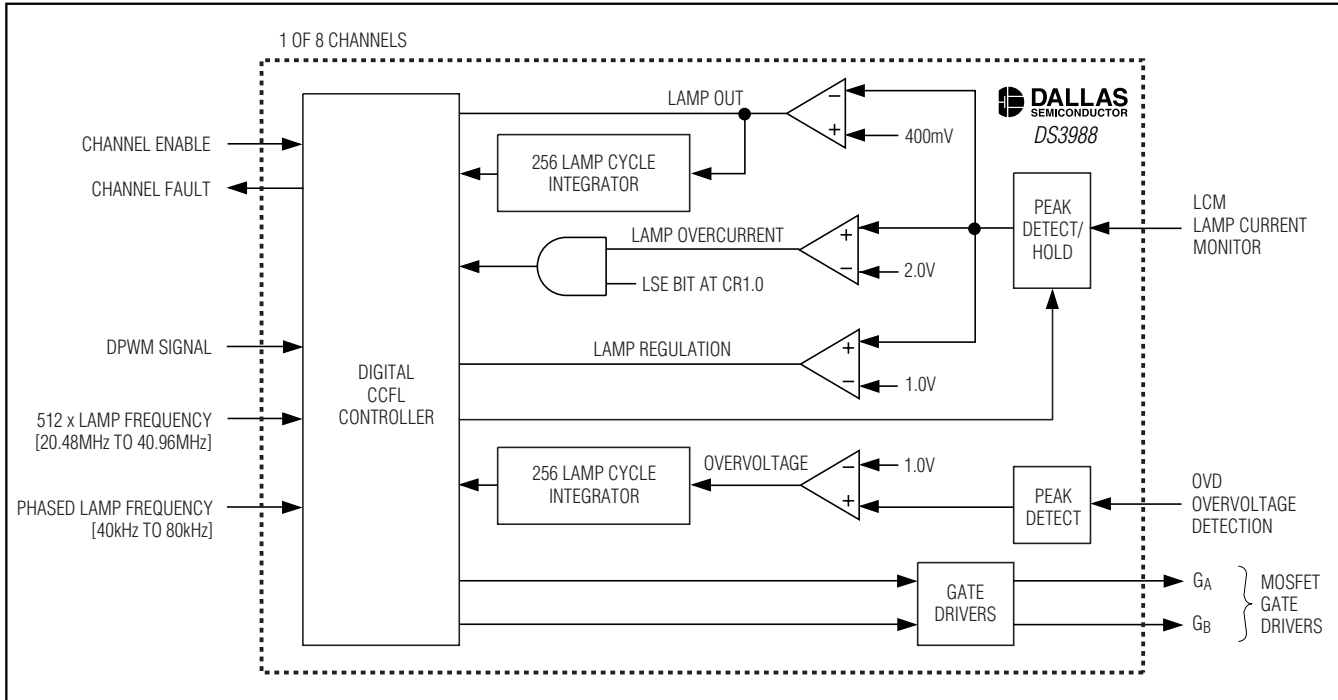 1 OF 8 CHANNELS
DALLAS
SEMICONDUCTOR
DS3988
CHANNEL ENABLE
CHANNEL FAULT
DPWM SIGNAL
512 x LAMP FREQUENCY
[20.48MHz TO 40.96MHz]
PHASED LAMP FREQUENCY
[40kHz TO 80kHz]
DIGITAL
CCFL
CONTROLLER
LAMP OUT
−
+
400mV
256 LAMP CYCLE
INTEGRATOR
LAMP OVERCURRENT
LSE BIT AT CR1.0
+
−
2.0V
PEAK
DETECT/
HOLD
LCM
LAMP CURRENT
MONITOR
LAMP REGULATION
+
−
1.0V
256 LAMP CYCLE
INTEGRATOR
OVERVOLTAGE
−
+
1.0V
PEAK
DETECT
OVD
OVERVOLTAGE
DETECTION
GATE
DRIVERS
GA
GB
MOSFET
GATE
DRIVERS